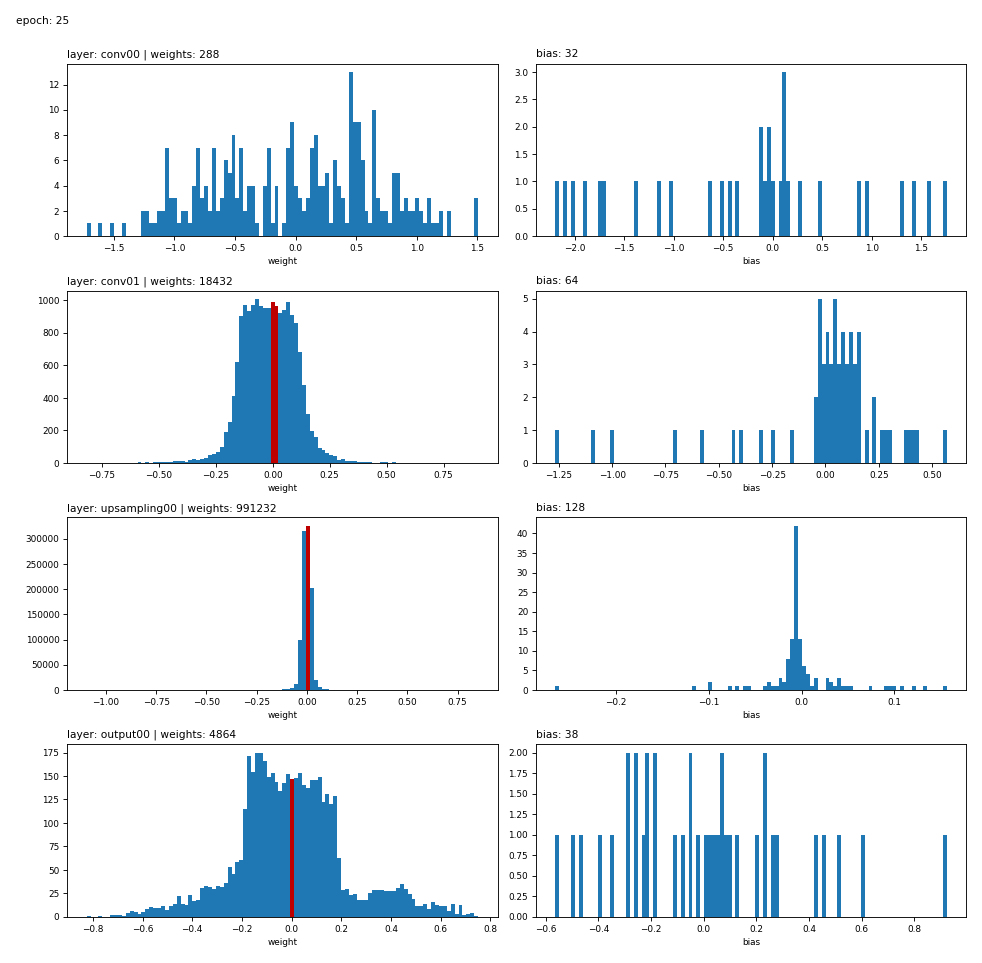 epoch: 25
layer: conv00 | weights: 288
bias: 32
12
10
8
6
4
2
0
−1.5 −1.0 −0.5 0.0 0.5 1.0 1.5
weight
3.0
2.5
2.0
1.5
1.0
0.5
0.0
−2.0 −1.5 −1.0 −0.5 0.0 0.5 1.0 1.5
bias
layer: conv01 | weights: 18432
bias: 64
1000
800
600
400
200
0
−0.75 −0.50 −0.25 0.00 0.25 0.50 0.75
weight
5
4
3
2
1
0
−1.25 −1.00 −0.75 −0.50 −0.25 0.00 0.25 0.50
bias
layer: upsampling00 | weights: 991232
bias: 128
300000
250000
200000
150000
100000
50000
0
−1.00 −0.75 −0.50 −0.25 0.00 0.25 0.50 0.75
weight
40
35
30
25
20
15
10
5
0
−0.2 −0.1 0.0 0.1
bias
layer: output00 | weights: 4864
bias: 38
175
150
125
100
75
50
25
0
−0.8 −0.6 −0.4 −0.2 0.0 0.2 0.4 0.6 0.8
weight
2.00
1.75
1.50
1.25
1.00
0.75
0.50
0.25
0.00
−0.6 −0.4 −0.2 0.0 0.2 0.4 0.6 0.8
bias